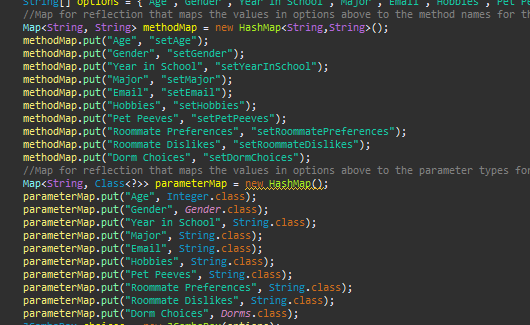 String[] options = { "Age", "Gender", "Year in School", "Major", "Email", "Hobbies", "Pet Pe
//Map for reflection that maps the values in options above to the method names for th
Map<String, String> methodMap = new HashMap<String,String>();
methodMap.put("Age", "setAge");
methodMap.put("Gender", "setGender");
methodMap.put("Year in School", "setYearInSchool");
methodMap.put("Major", "setMajor");
methodMap.put("Email", "setEmail");
methodMap.put("Hobbies", "setHobbies");
methodMap.put("Pet Peeves", "setPetPeeves");
methodMap.put("Roommate Preferences", "setRoommatePreferences");
methodMap.put("Roommate Dislikes", "setRoommateDislikes");
methodMap.put("Dorm Choices", "setDormChoices");
//Map for reflection that maps the values in options above to the parameter types for
Map<String, Class<?>> parameterMap = new HashMap();
parameterMap.put("Age", Integer.class);
parameterMap.put("Gender", Gender.class);
parameterMap.put("Year in School", String.class);
parameterMap.put("Major", String.class);
parameterMap.put("Email", String.class);
parameterMap.put("Hobbies", String.class);
parameterMap.put("Pet Peeves", String.class);
parameterMap.put("Roommate Preferences", String.class);
parameterMap.put("Roommate Dislikes", String.class);
parameterMap.put("Dorm Choices", Dorms.class);
JComboBox choices = new JComboBox(options);